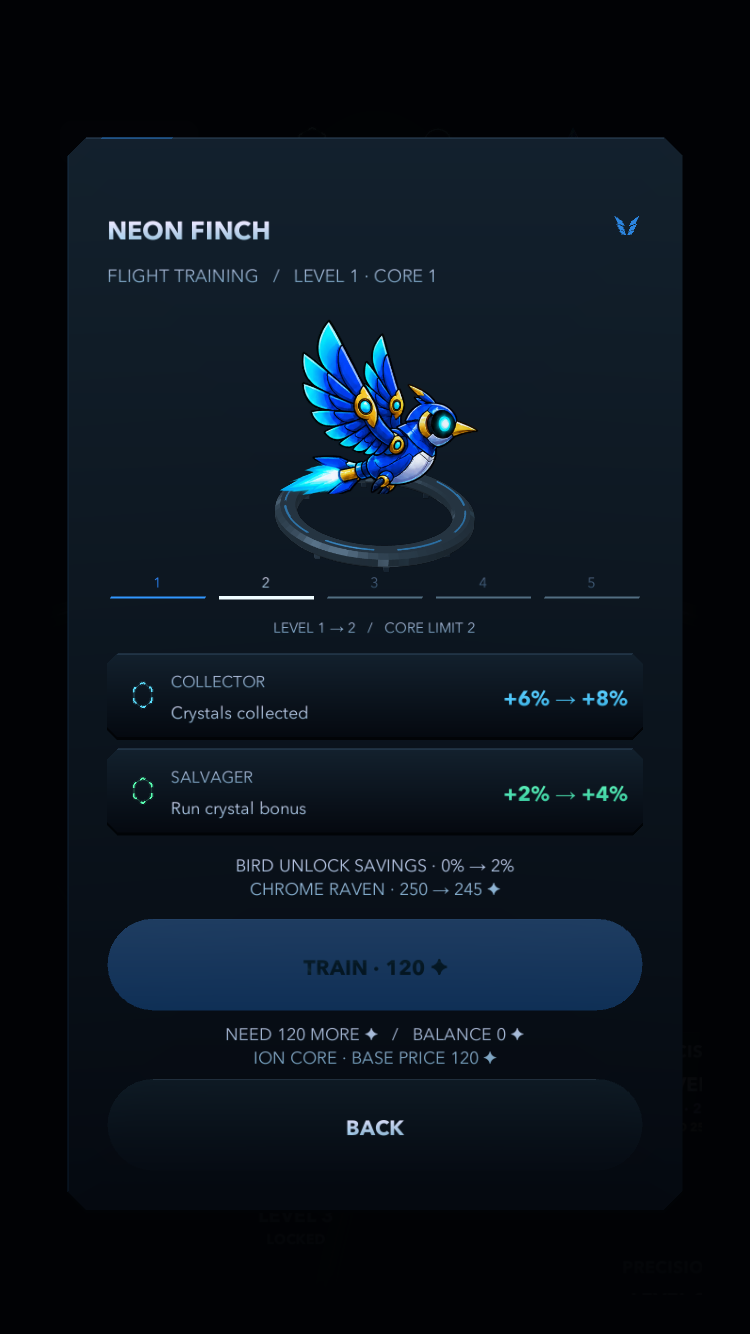 NEON FINCH
FLIGHT TRAINING / LEVEL 1 · CORE 1
1 2 3 4 5
LEVEL 1 → 2 / CORE LIMIT 2
COLLECTOR
Crystals collected
+6% → +8%
SALVAGER
Run crystal bonus
+2% → +4%
BIRD UNLOCK SAVINGS · 0% → 2%
CHROME RAVEN · 250 → 245 ✦
TRAIN · 120 ✦
NEED 120 MORE ✦ / BALANCE 0 ✦
ION CORE · BASE PRICE 120 ✦
BACK
LOCKED